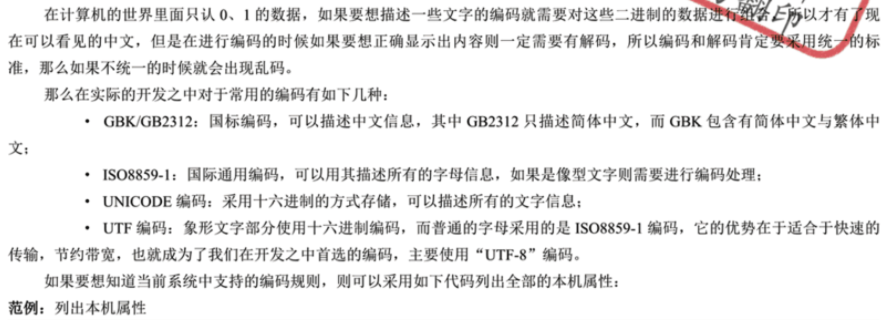 在计算机的世界里面只认 0、1 的数据，如果要想描述一些文字的编码就需要对这些二进制的数据进行组合，所以才有了现
在可以看见的中文，但是在进行编码的时候如果要想正确显示出内容则一定需要有解码，所以编码和解码肯定要采用统一的标
准，那么如果不统一的时候就会出现乱码。
那么在实际的开发之中对于常用的编码有如下几种：
• GBK/GB2312：国标编码，可以描述中文信息，其中 GB2312 只描述简体中文，而 GBK 包含有简体中文与繁体中
文；
• ISO8859-1：国际通用编码，可以用其描述所有的字母信息，如果是像型文字则需要进行编码处理；
• UNICODE 编码：采用十六进制的方式存储，可以描述所有的文字信息；
• UTF 编码：象形文字部分使用十六进制编码，而普通的字母采用的是 ISO8859-1 编码，它的优势在于适合于快速的
传输，节约带宽，也就成为了我们在开发之中首选的编码，主要使用“UTF-8”编码。
如果要想知道当前系统中支持的编码规则，则可以采用如下代码列出全部的本机属性：
范例：列出本机属性